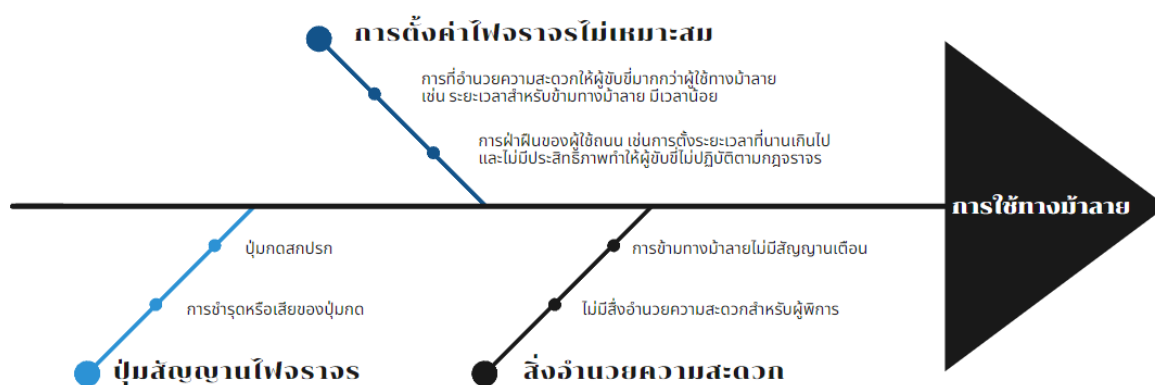 การตั้งค่าไฟจราจรไม่เหมาะสม
การที่อำนวยความสะดวกให้ผู้ขับขี่มากกว่าผู้ใช้ทางม้าลาย
เช่น ระยะเวลาสำหรับข้ามทางม้าลาย มีเวลาน้อย
การฝ่าฝืนของผู้ใช้ถนน เช่นการตั้งระยะเวลาที่นานเกินไป
และไม่มีประสิทธิภาพทำให้ผู้ขับขี่ไม่ปฏิบัติตามกฎจราจร
การใช้ทางม้าลาย
ปุ่มกดสกปรก
การชำรุดหรือเสียของปุ่มกด
ปุ่มสัญญานไฟจราจร
การข้ามทางม้าลายไม่มีสัญญานเตือน
ไม่มีสิ่งอำนวยความสะดวกสำหรับผู้พิการ
สิ่งอำนวยความสะดวก